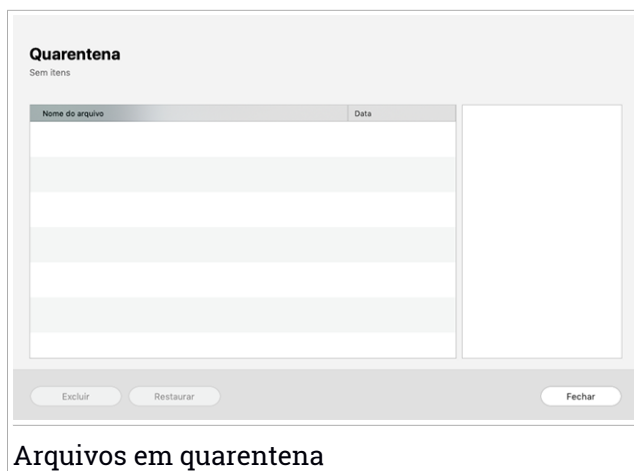 Quarentena
Sem itens
Nome do arquivo Data
Excluir Restaurar Fechar
Arquivos em quarentena